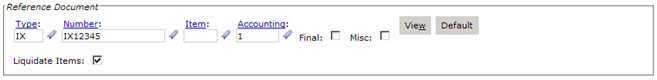 Reference Document
Type: Number: Item: Accounting:
IX IX12345 1 Final: Misc: View Default
Liquidate Items: